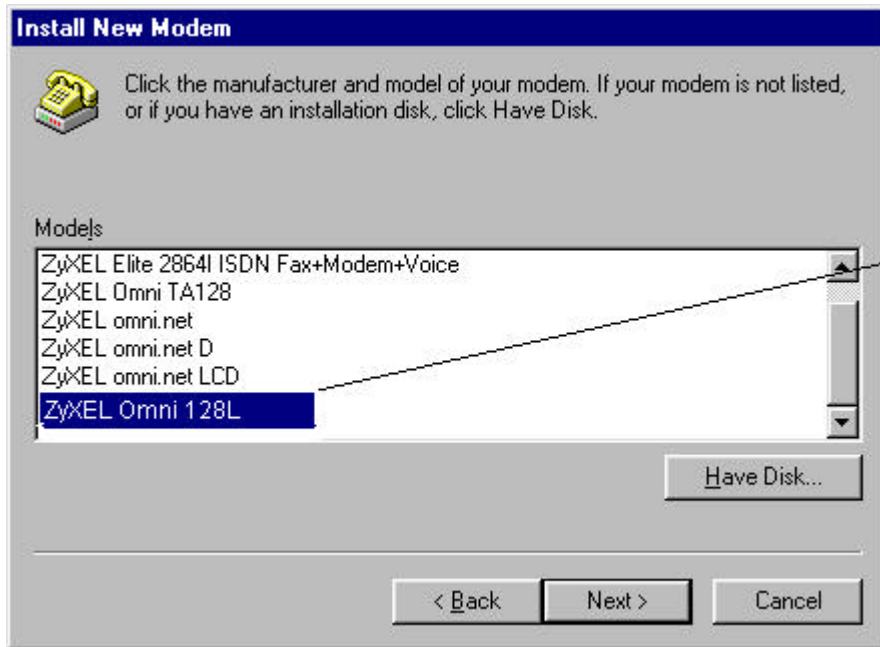 Install New Modem
Click the manufacturer and model of your modem. If your modem is not listed,
or if you have an installation disk, click Have Disk.
Models
ZyXEL Elite 2864I ISDN Fax+Modem+Voice
ZyXEL Omni TA128
ZyXEL omni.net
ZyXEL omni.net D
ZyXEL omni.net LCD
ZyXEL Omni 128L
Have Disk...
< Back
Next >
Cancel